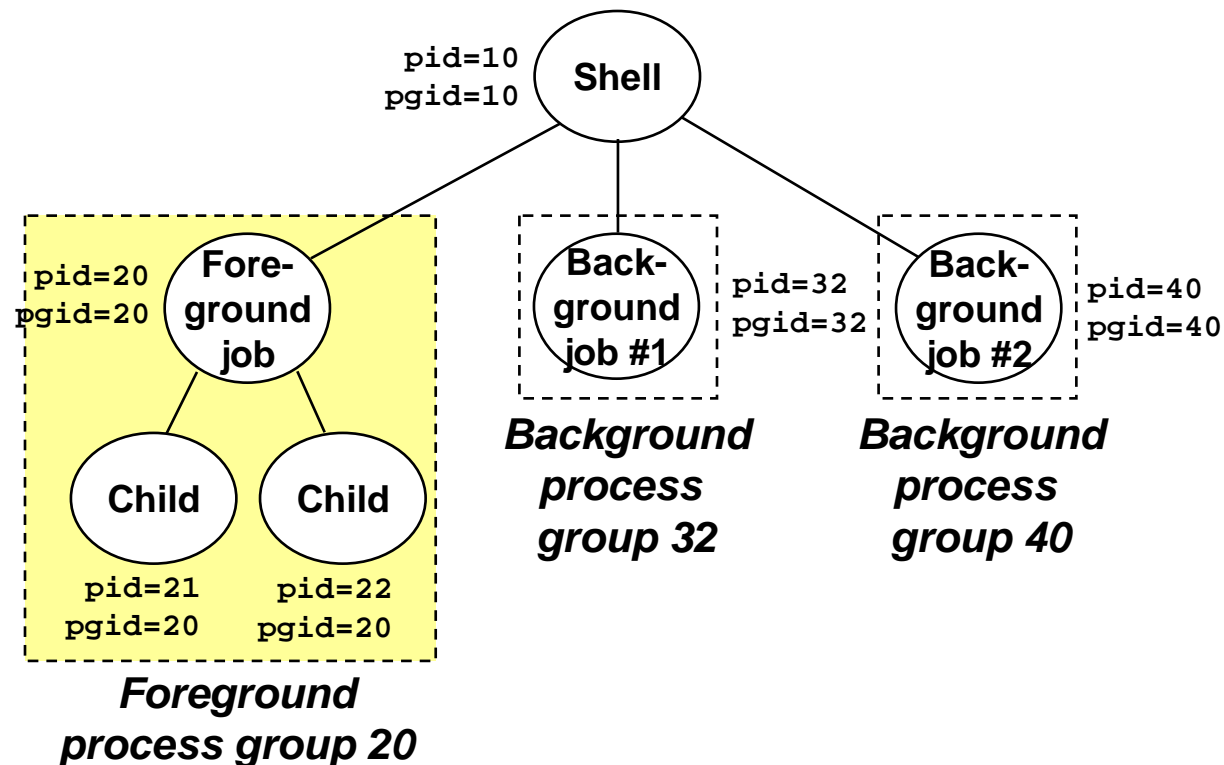 pid=10
pgid=10
Shell
pid=20
pgid=20
Fore-
ground
job
Back-
ground
job #1
pid=32
pgid=32
Back-
ground
job #2
pid=40
pgid=40
Child
Child
pid=21
pgid=20
pid=22
pgid=20
Background
process
group 32
Background
process
group 40
Foreground
process group 20